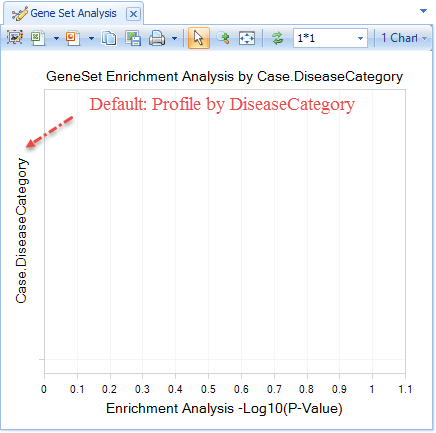 Gene Set Analysis
1*1
1 Chart
GeneSet Enrichment Analysis by Case.DiseaseCategory
Default: Profile by DiseaseCategory
Case.DiseaseCategory
0 0.1 0.2 0.3 0.4 0.5 0.6 0.7 0.8 0.9 1 1.1
Enrichment Analysis -Log10(P-Value)